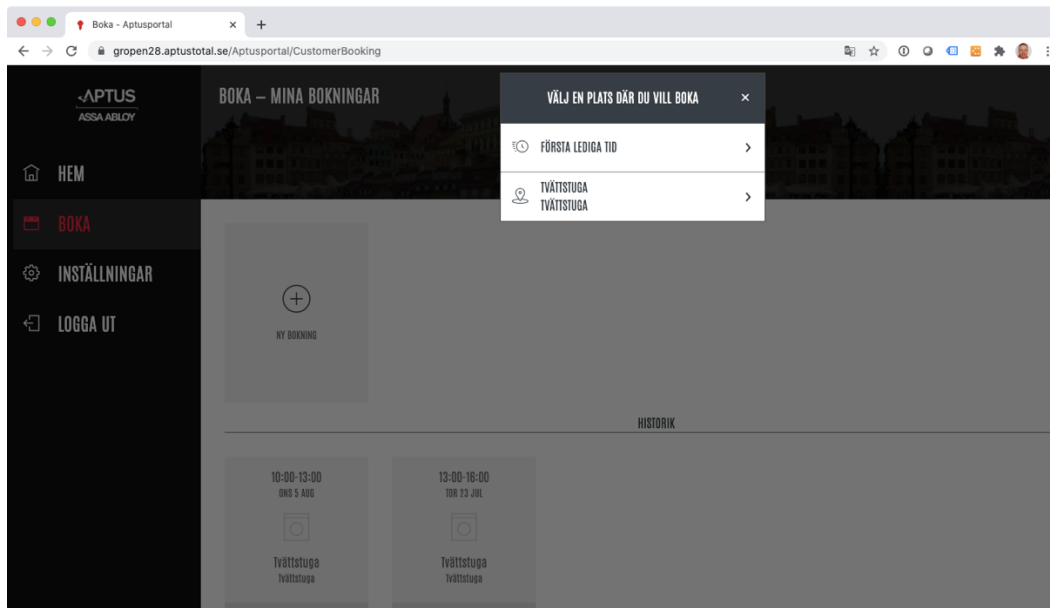 Boka - Aptusportal
gropen28.aptustotal.se/Aptusportal/CustomerBooking
APTUS
ASSA ABLOY
BOKA – MINA BOKNINGAR
VÄLJ EN PLATS DÄR DU VILL BOKA
FÖRSTA LEDIGA TID
TVÄTTSTUGA
TVÄTTSTUGA
HEM
BOKA
INSTÄLLNINGAR
LOGGA UT
NY BOKNING
HISTORIK
10:00-13:00
ONS 5 AUG
Tvättstuga
Tvättstuga
13:00-16:00
TOR 23 JUL
Tvättstuga
Tvättstuga